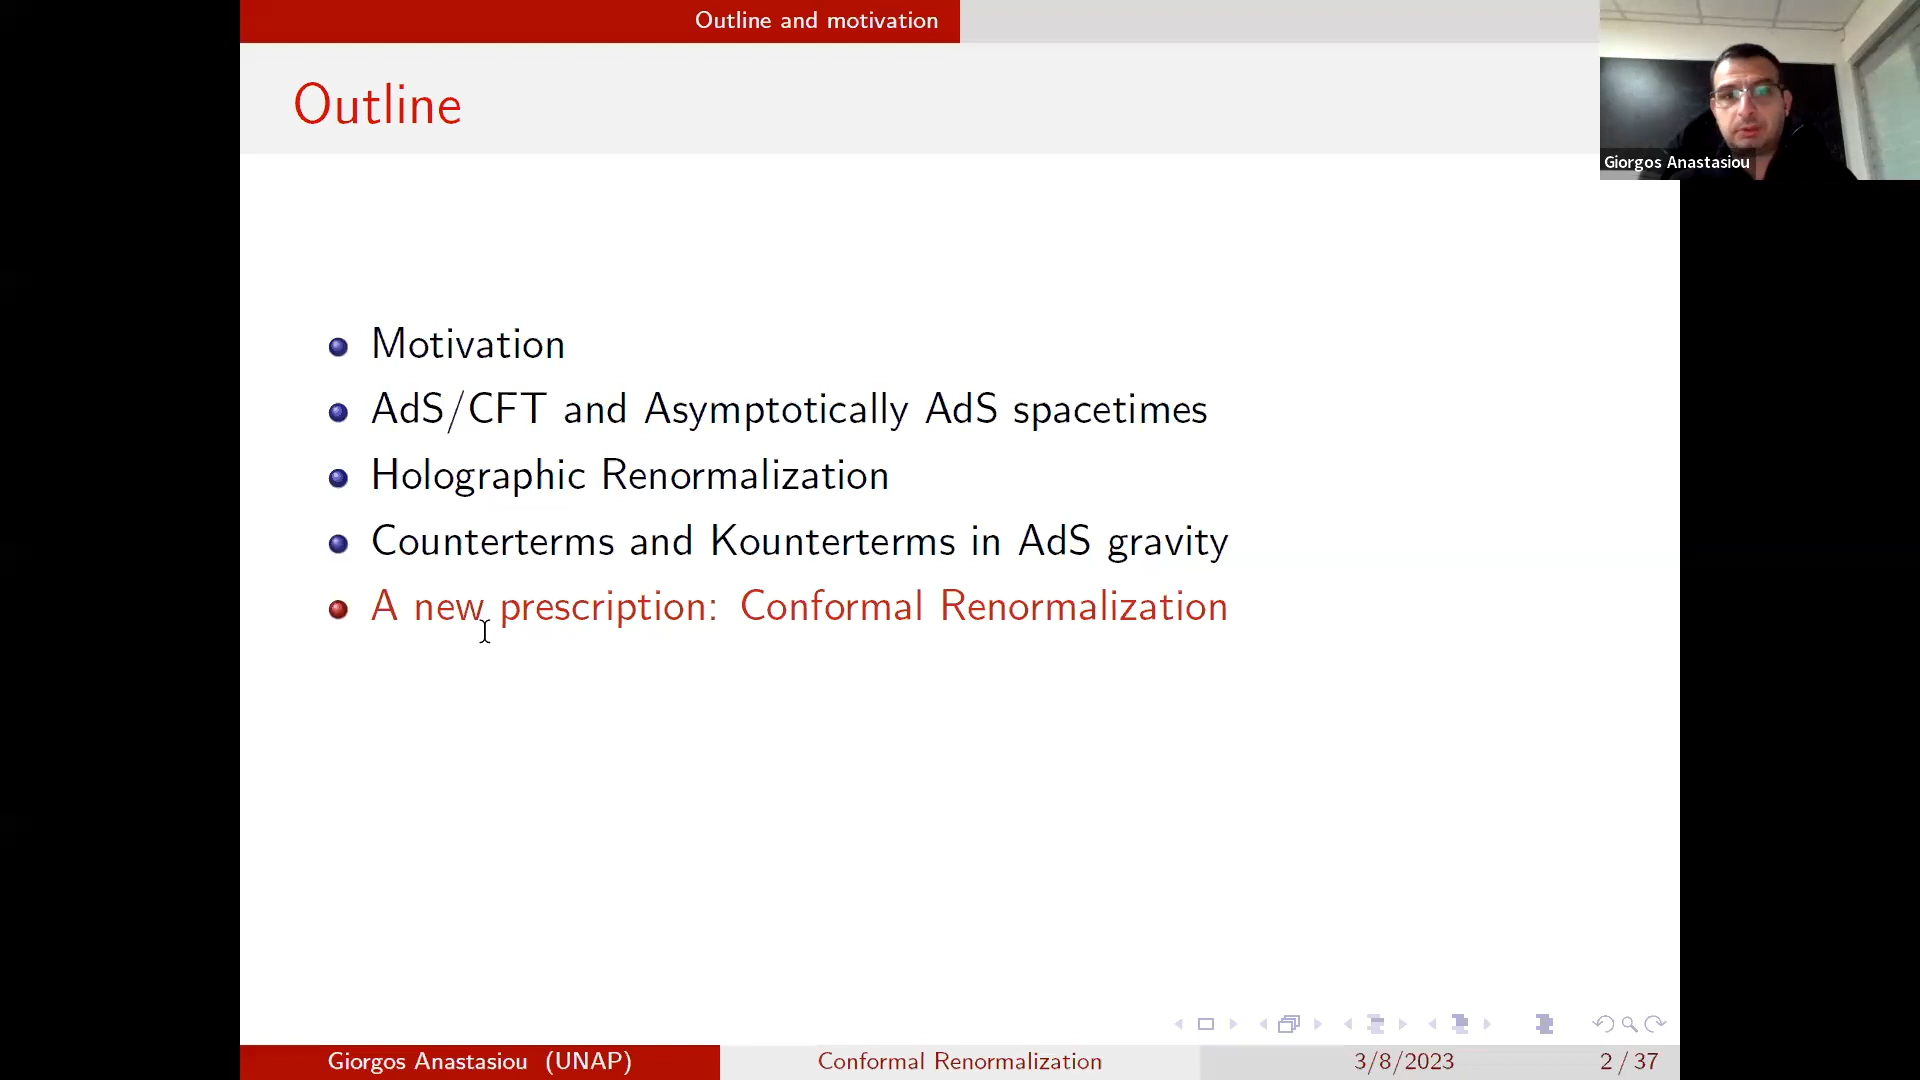 Outline and motivation
Outline
Giorgos Anastasiou
Motivation
AdS/CFT and Asymptotically AdS spacetimes
Holographic Renormalization
Counterterms and Kounterterms in AdS gravity
A new prescription: Conformal Renormalization
Giorgos Anastasiou (UNAP)
Conformal Renormalization
3/8/2023
2 / 37